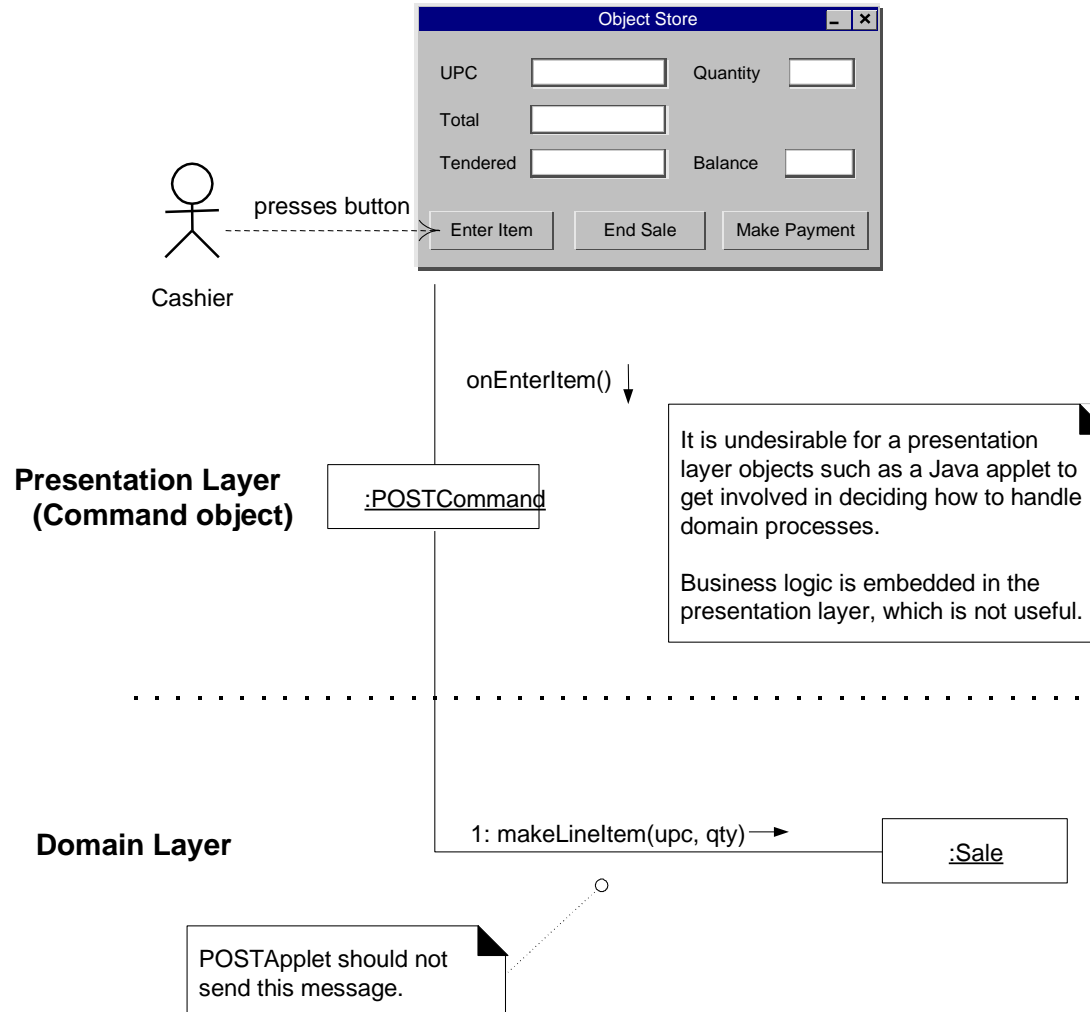 Object Store
UPC
Quantity
Total
Tendered
Balance
presses button
Enter Item
End Sale
Make Payment
Cashier
onEnterItem()
It is undesirable for a presentation
layer objects such as a Java applet to
get involved in deciding how to handle
domain processes.
Business logic is embedded in the
presentation layer, which is not useful.
Presentation Layer
(Command object)
:POSTCommand
1: makeLineItem(upc, qty)
Domain Layer
:Sale
POSTApplet should not
send this message.